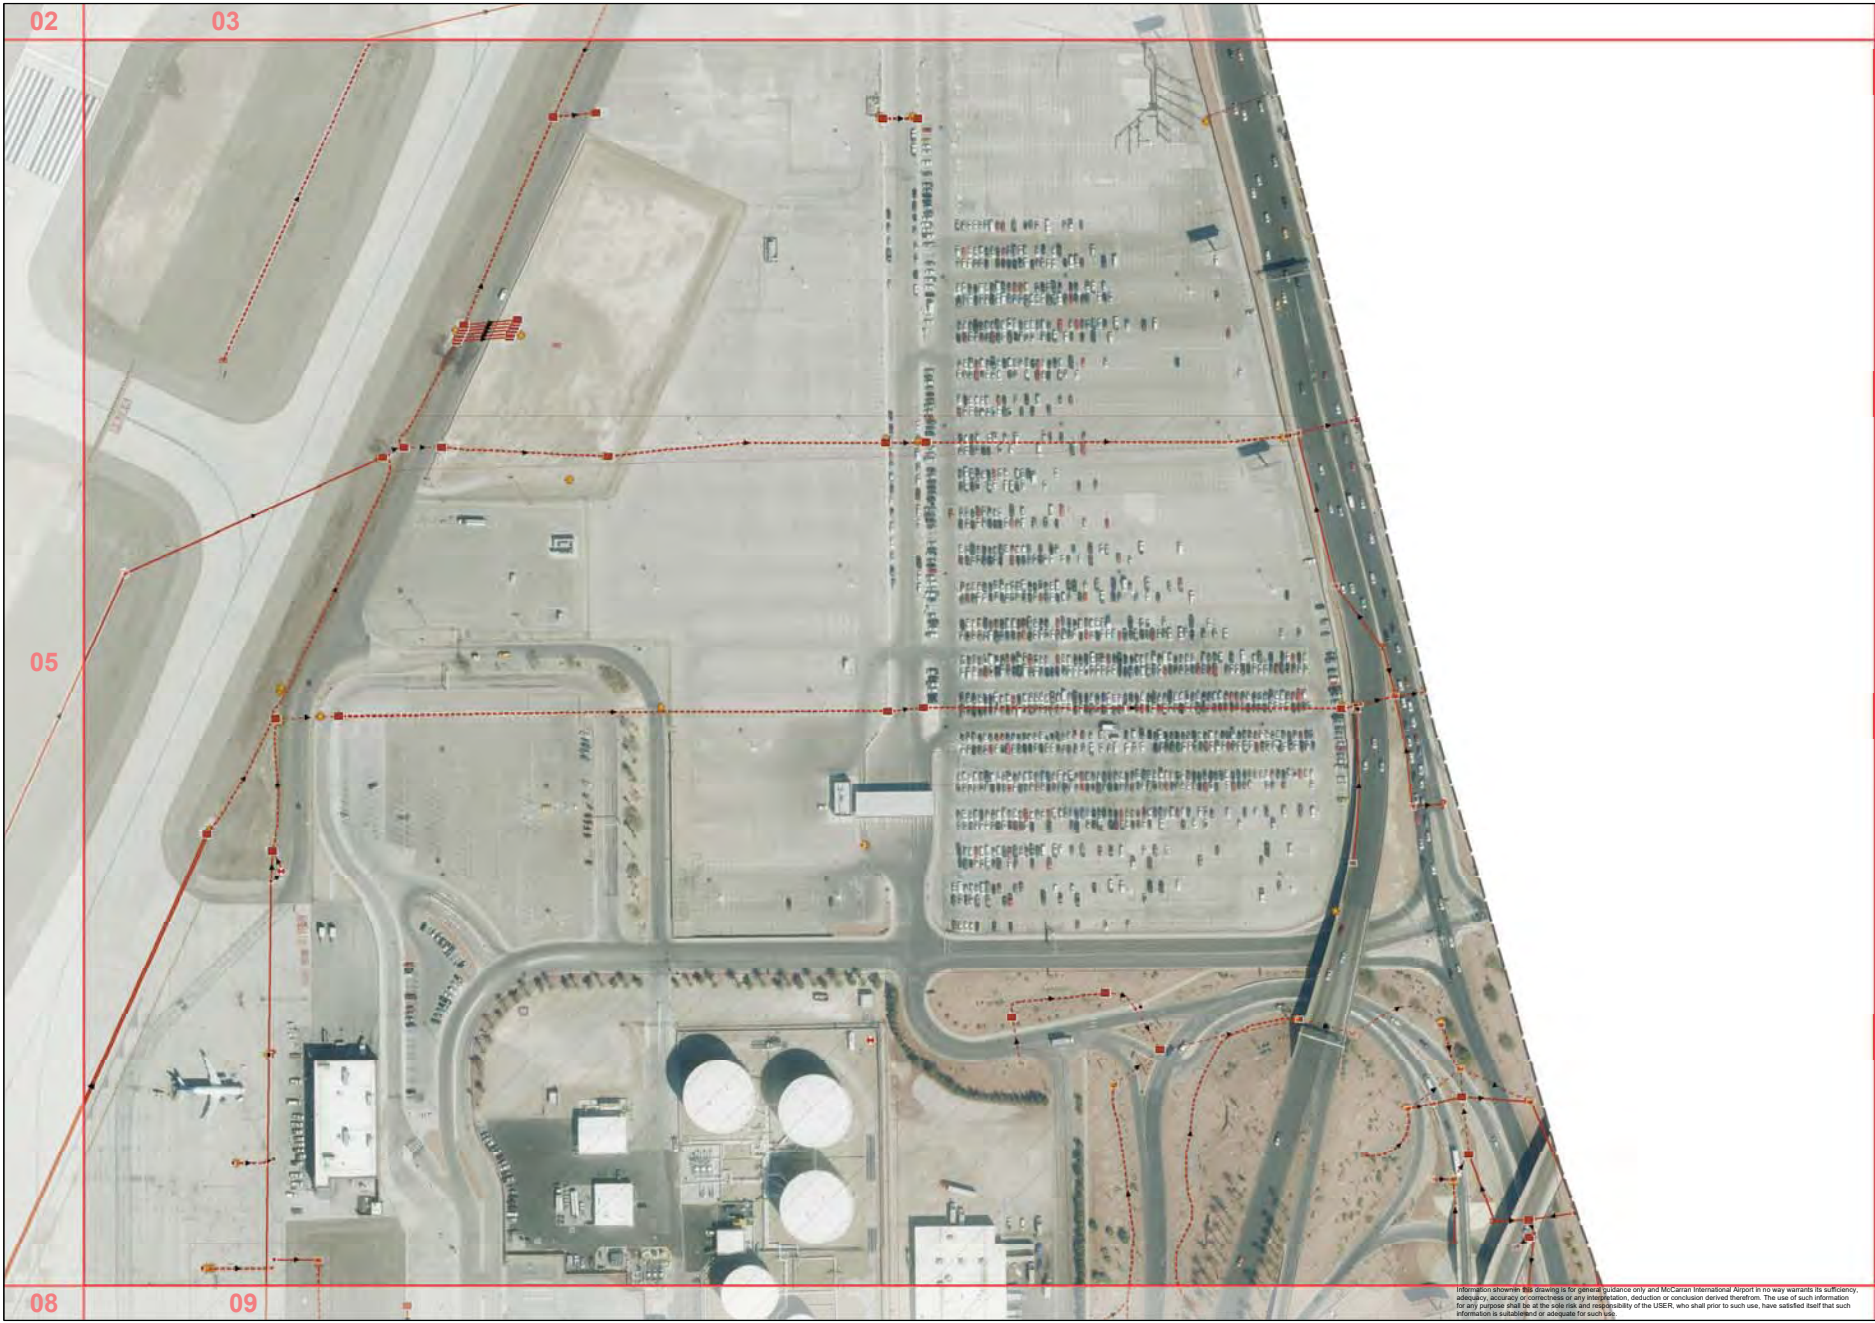 02
03
05
08
09
Information shown in this drawing is for general guidance only and McCarran International Airport in no way warrants its sufficiency,
adequacy, accuracy or correctness or any interpretation, deduction or conclusion derived therefrom. The use of such information
for any purpose shall be at the sole risk and responsibility of the USER, who shall prior to such use, have satisfied itself that such
information is suitable and or adequate for such use.